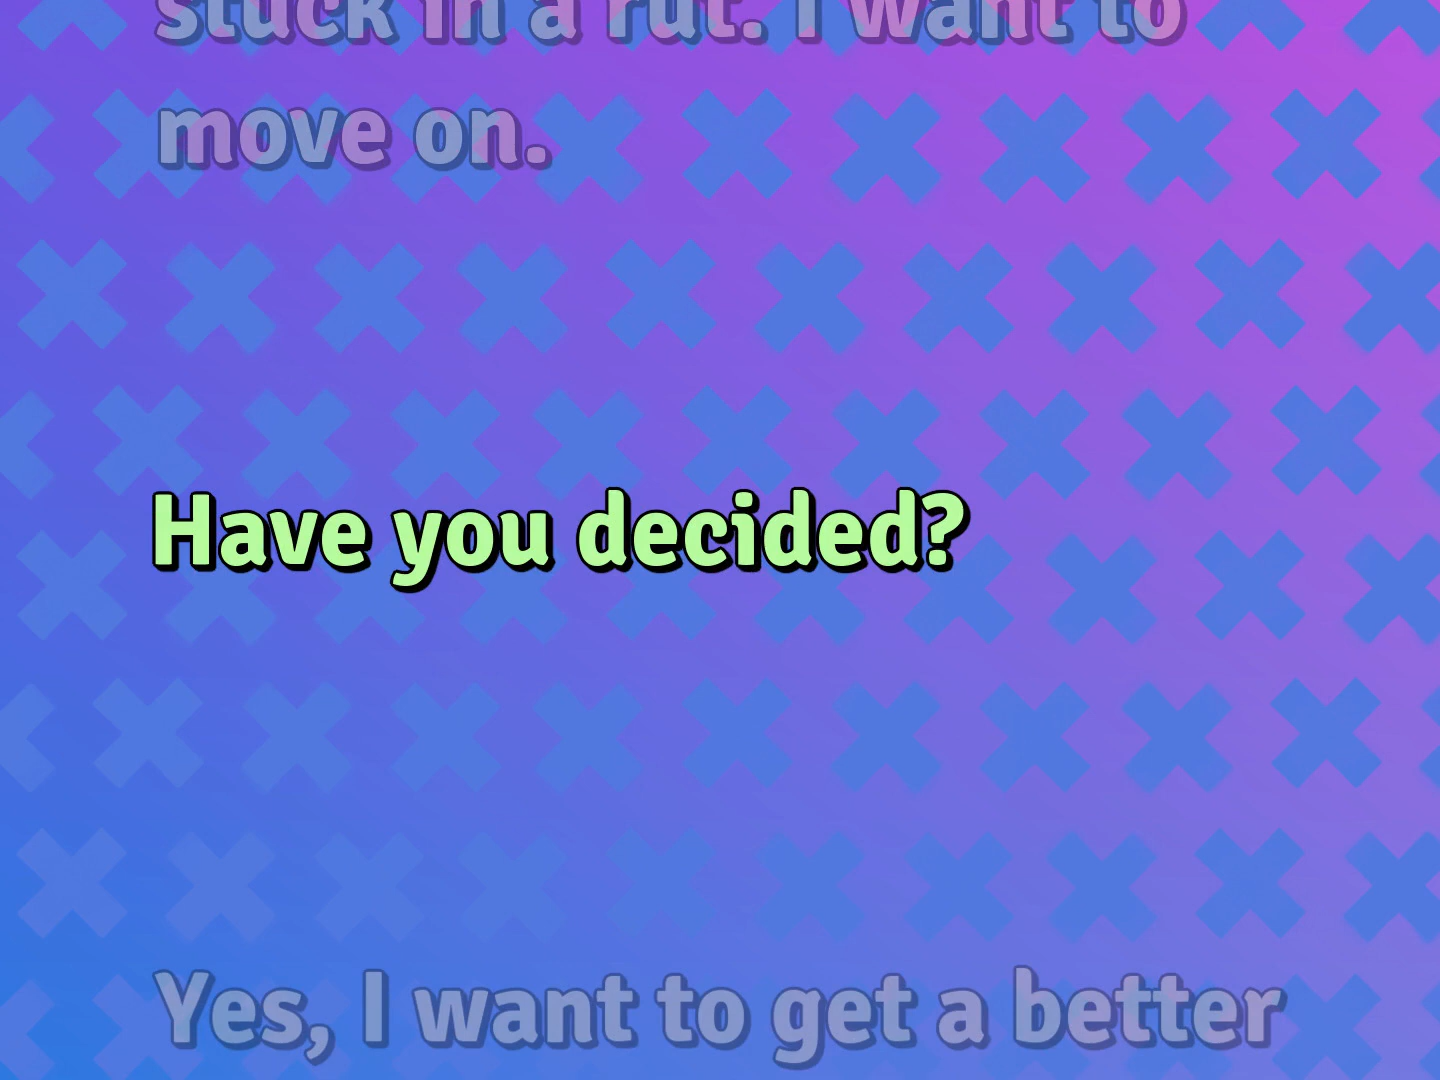 stuck in a rut. I want to
move on.
Have you decided?
Yes, I want to get a better